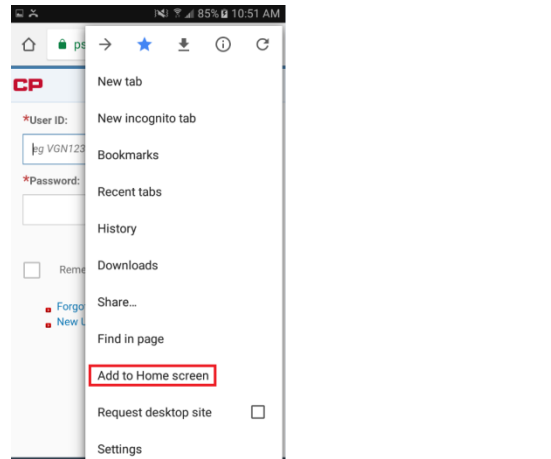 85% 10:51 AM
ps
CP
*User ID:
eg VGN123
*Password:
Reme
Forgo
New U
New tab
New incognito tab
Bookmarks
Recent tabs
History
Downloads
Share...
Find in page
Add to Home screen
Request desktop site
Settings